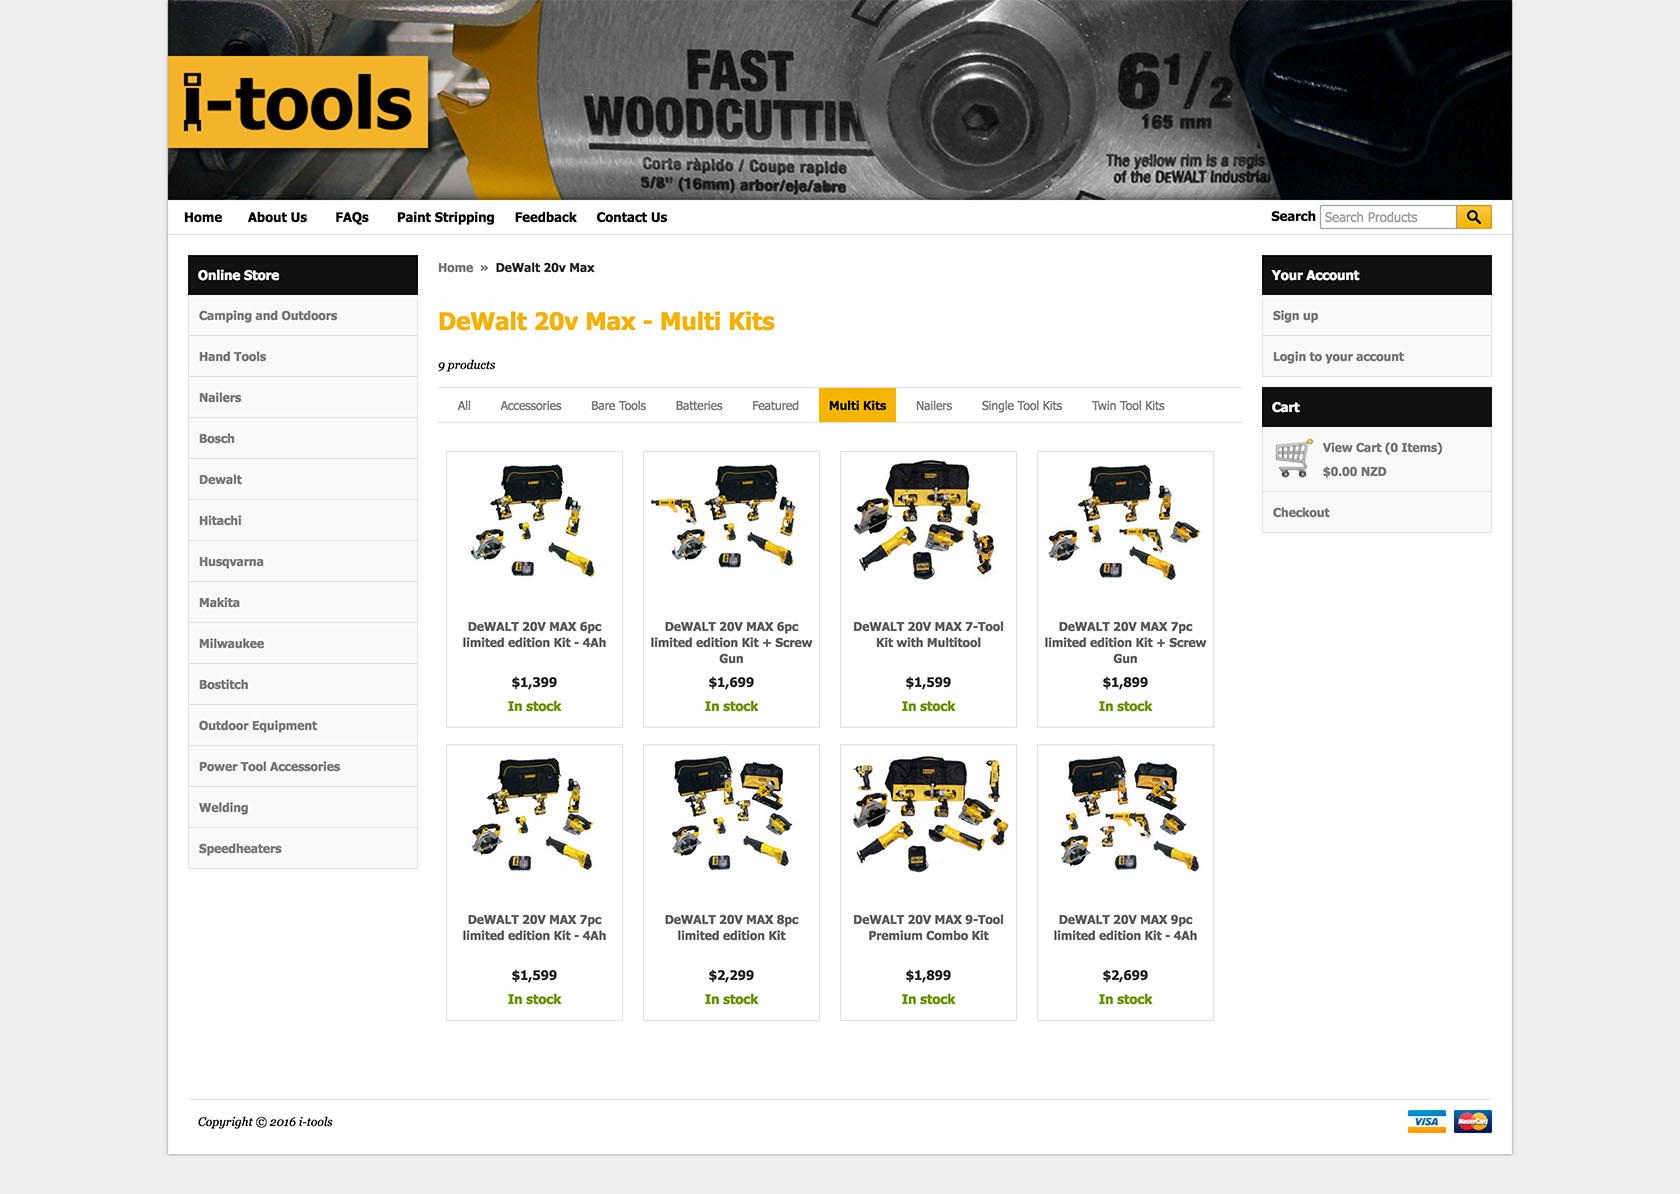 i-tools
FAST
WOODCUTTIN
Corte ràpido / Coupe rapide
5/8" (16mm) arbor/eje/abre
6 1/2
165 mm
The yellow rim is a regis
of the DEWALT Industrial
Home About Us FAQs Paint Stripping Feedback Contact Us Search Search Products
Online Store
Camping and Outdoors
Hand Tools
Nailers
Bosch
Dewalt
Hitachi
Husqvarna
Makita
Milwaukee
Bostitch
Outdoor Equipment
Power Tool Accessories
Welding
Speedheaters
Home » DeWalt 20v Max
DeWalt 20v Max - Multi Kits
9 products
All Accessories Bare Tools Batteries Featured Multi Kits Nailers Single Tool Kits Twin Tool Kits
DeWALT 20V MAX 6pc
limited edition Kit - 4Ah
$1,399
In stock
DeWALT 20V MAX 6pc
limited edition Kit + Screw
Gun
$1,699
In stock
DeWALT 20V MAX 7-Tool
Kit with Multitool
$1,599
In stock
DeWALT 20V MAX 7pc
limited edition Kit + Screw
Gun
$1,899
In stock
DeWALT 20V MAX 7pc
limited edition Kit - 4Ah
$1,599
In stock
DeWALT 20V MAX 8pc
limited edition Kit
$2,299
In stock
DeWALT 20V MAX 9-Tool
Premium Combo Kit
$1,899
In stock
DeWALT 20V MAX 9pc
limited edition Kit - 4Ah
$2,699
In stock
Your Account
Sign up
Login to your account
Cart
View Cart (0 Items)
$0.00 NZD
Checkout
Copyright © 2016 i-tools
VISA MasterCard